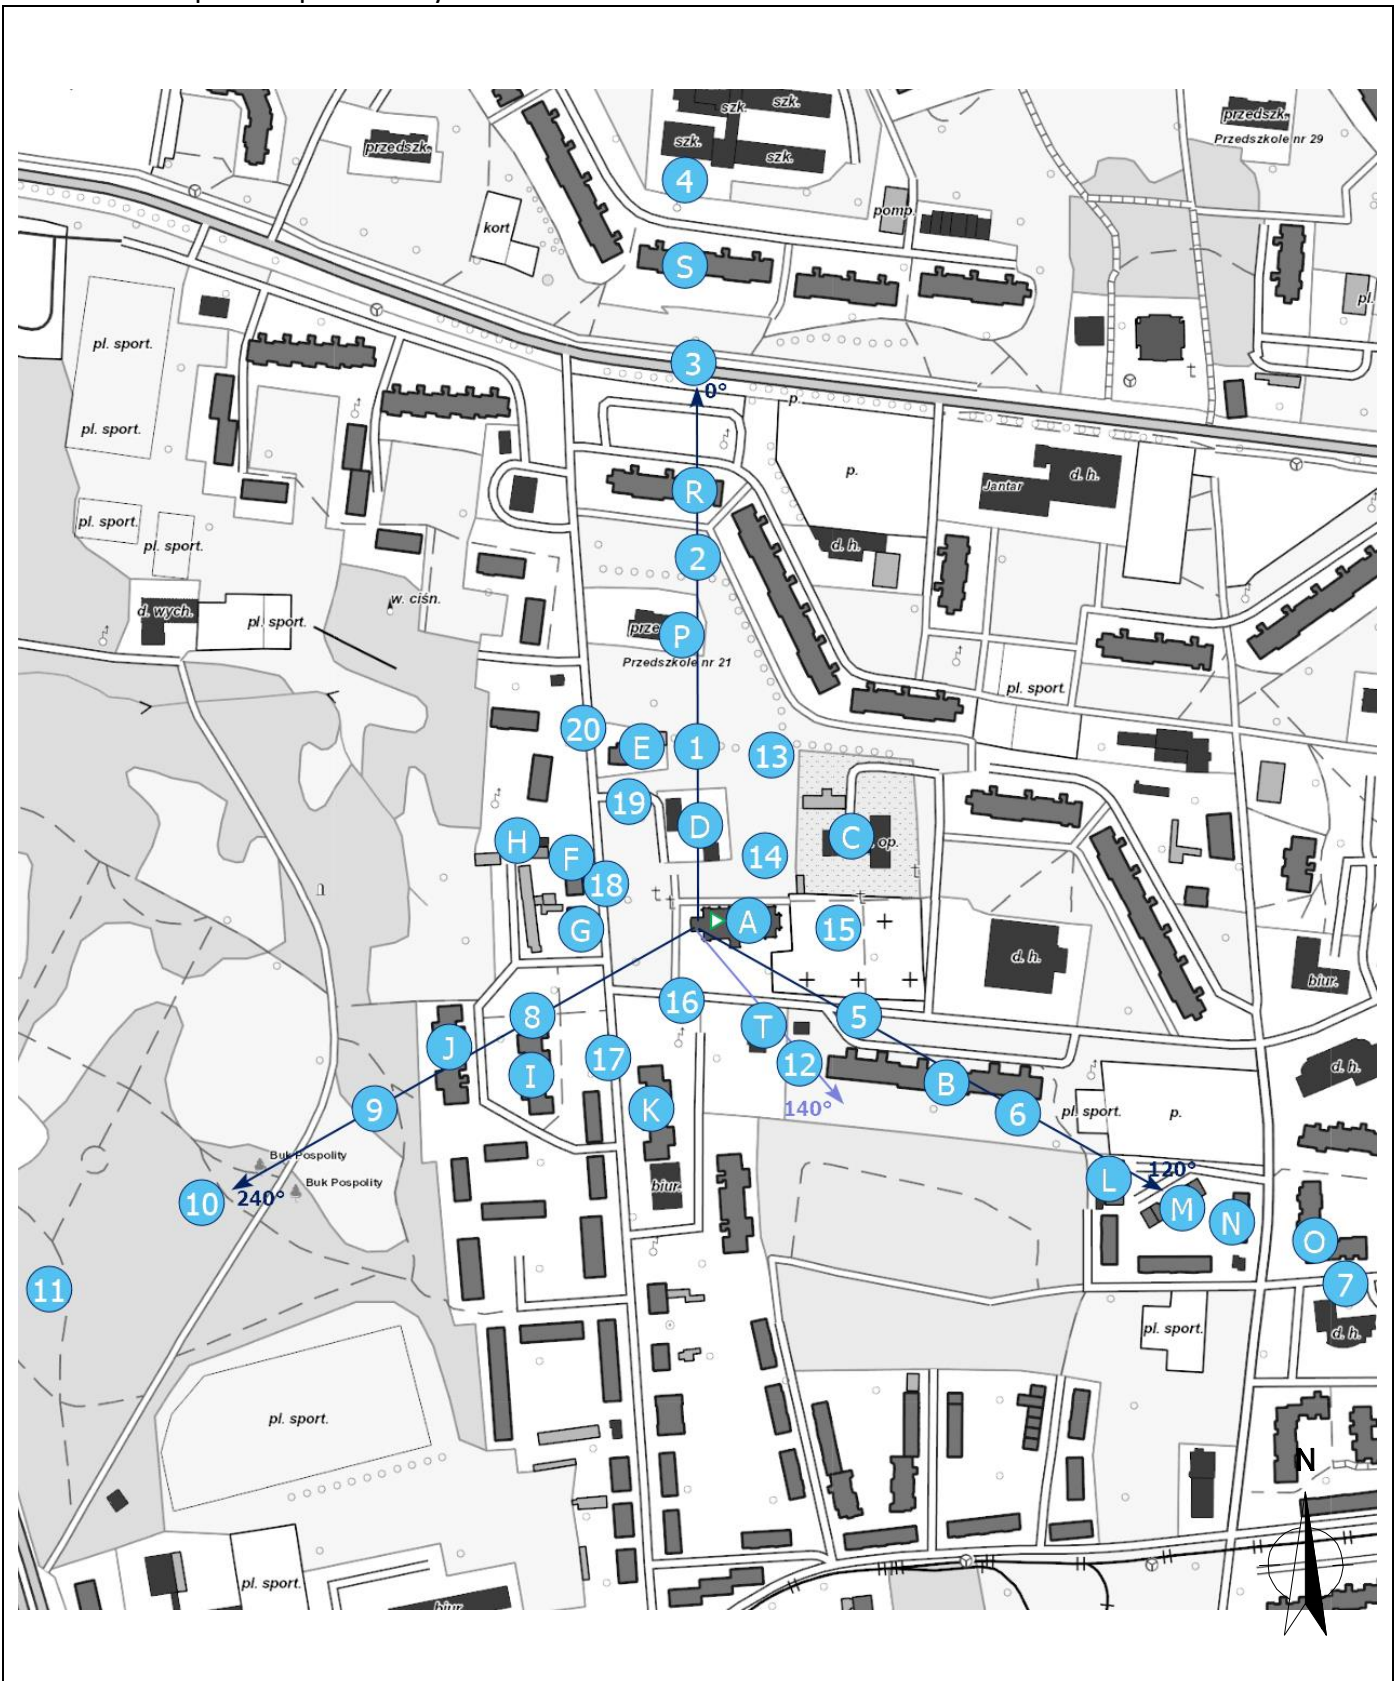 szk.
szk.
szk.
szk.
przedszk.
Przedszkole nr 29
przedszk.
4
pomp.
kort
S
pl.
pl. sport.
3
0°
p.
pl. sport.
p.
d. h.
Jantar
R
pl. sport.
pl. sport.
d. h.
2
w. ciśn.
d. wych.
pl. sport.
P
Przedszkole nr 21
pl. sport.
20
E
1
13
19
D
C
op.
H
F
14
18
A
15
G
d. h.
biur.
16
8
T
5
J
17
12
d. h.
I
B
9
K
140°
6
pl. sport.
p.
Buk Pospolity
120°
Buk Pospolity
L
biur.
10
240°
M
N
O
11
7
pl. sport.
d. h.
pl. sport.
N
pl. sport.